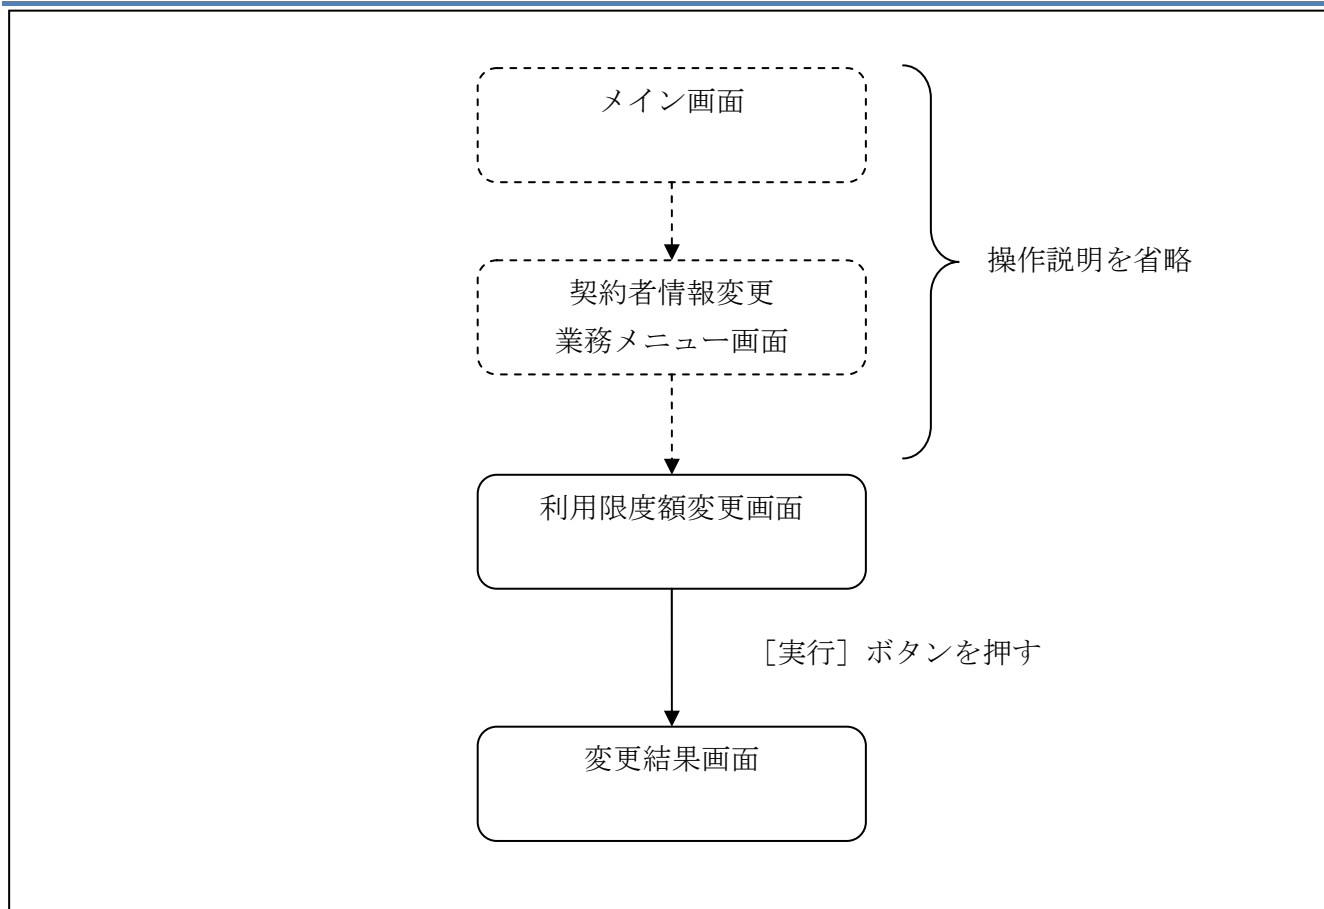 メイン画面
契約者情報変更
業務メニュー画面
操作説明を省略
利用限度額変更画面
［実行］ボタンを押す
変更結果画面